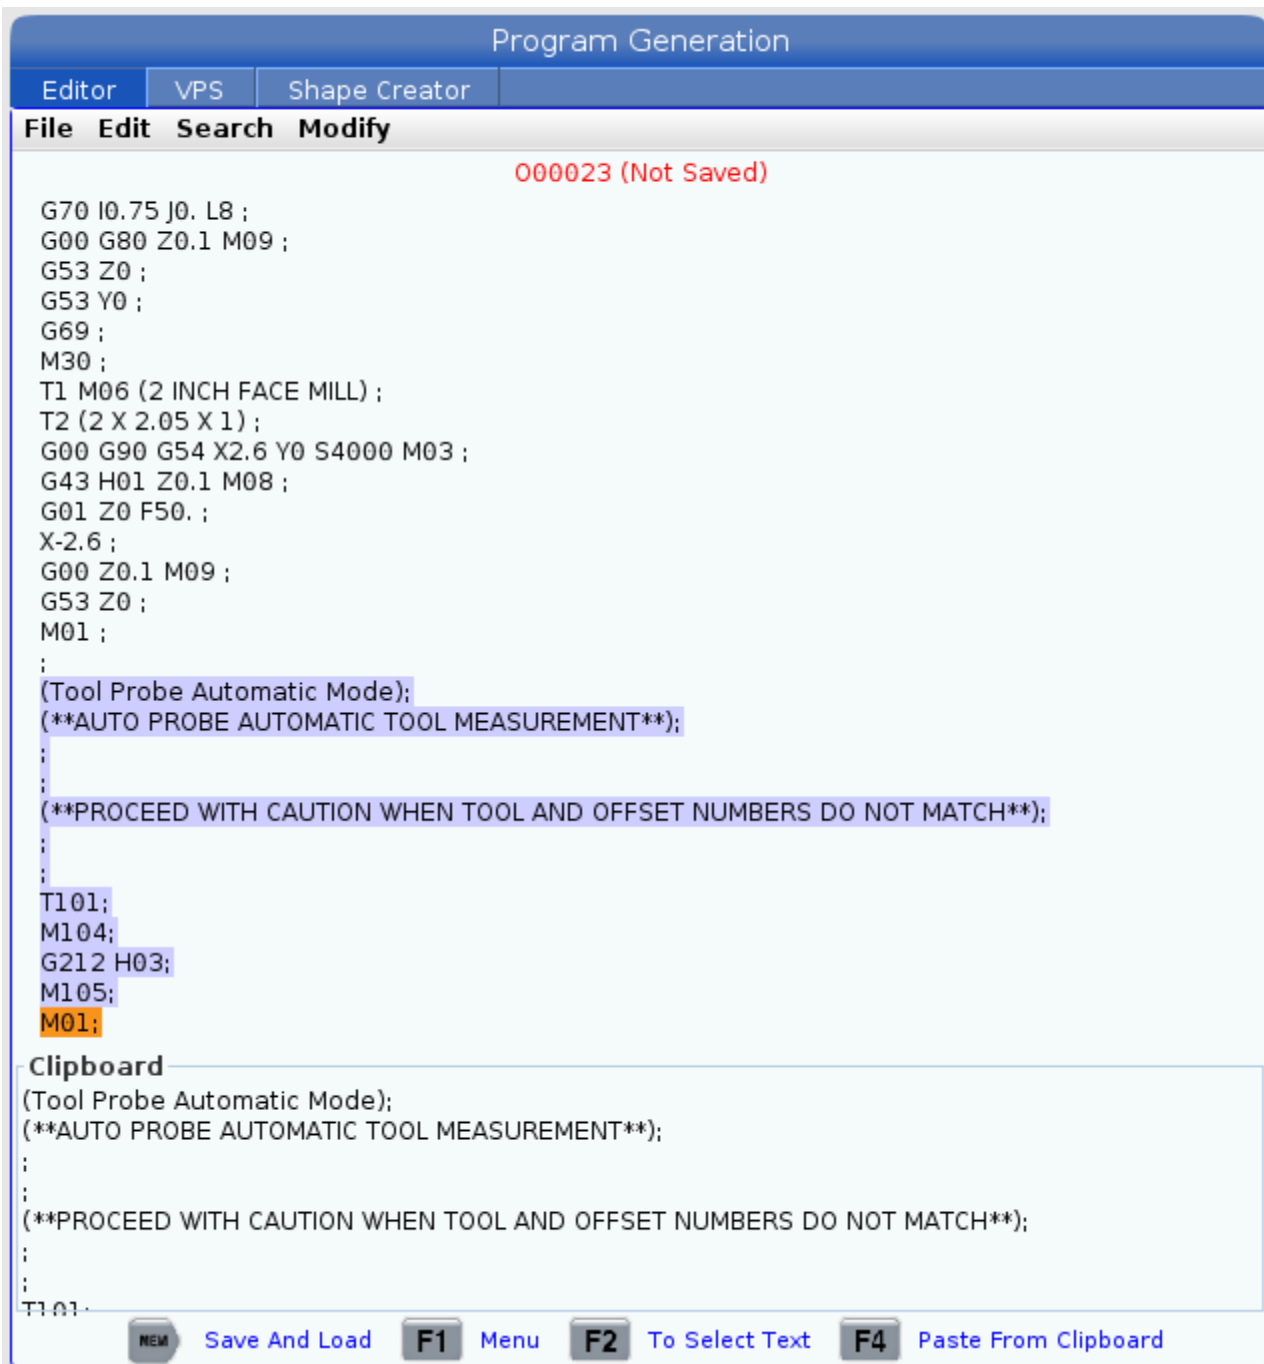 Program Generation
Editor VPS Shape Creator
File Edit Search Modify
O00023 (Not Saved)
G70 I0.75 J0. L8 ;
G00 G80 Z0.1 M09 ;
G53 Z0 ;
G53 Y0 ;
G69 ;
M30 ;
T1 M06 (2 INCH FACE MILL) ;
T2 (2 X 2.05 X 1) ;
G00 G90 G54 X2.6 Y0 S4000 M03 ;
G43 H01 Z0.1 M08 ;
G01 Z0 F50. ;
X-2.6 ;
G00 Z0.1 M09 ;
G53 Z0 ;
M01 ;
;
(Tool Probe Automatic Mode);
(**AUTO PROBE AUTOMATIC TOOL MEASUREMENT**);
;
;
(**PROCEED WITH CAUTION WHEN TOOL AND OFFSET NUMBERS DO NOT MATCH**);
;
;
T101;
M104;
G212 H03;
M105;
M01;
Clipboard
(Tool Probe Automatic Mode);
(**AUTO PROBE AUTOMATIC TOOL MEASUREMENT**);
;
;
(**PROCEED WITH CAUTION WHEN TOOL AND OFFSET NUMBERS DO NOT MATCH**);
;
;
T101;
MEM Save And Load F1 Menu F2 To Select Text F4 Paste From Clipboard